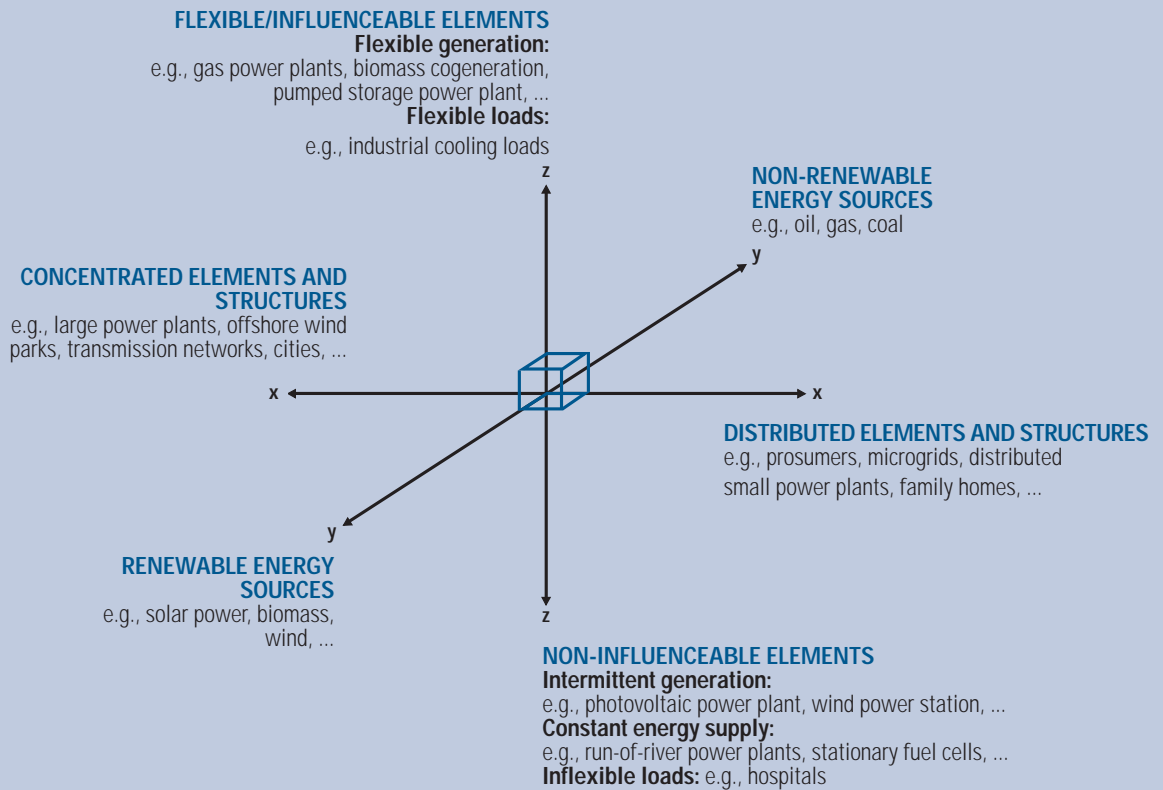 FLEXIBLE/INFLUENCEABLE ELEMENTS
Flexible generation:
e.g., gas power plants, biomass cogeneration,
pumped storage power plant, ...
Flexible loads:
e.g., industrial cooling loads
z
NON-RENEWABLE
ENERGY SOURCES
e.g., oil, gas, coal
y
CONCENTRATED ELEMENTS AND
STRUCTURES
e.g., large power plants, offshore wind
parks, transmission networks, cities, ...
x
x
DISTRIBUTED ELEMENTS AND STRUCTURES
e.g., prosumers, microgrids, distributed
small power plants, family homes, ...
y
RENEWABLE ENERGY
SOURCES
e.g., solar power, biomass,
wind, ...
z
NON-INFLUENCEABLE ELEMENTS
Intermittent generation:
e.g., photovoltaic power plant, wind power station, ...
Constant energy supply:
e.g., run-of-river power plants, stationary fuel cells, ...
Inflexible loads: e.g., hospitals